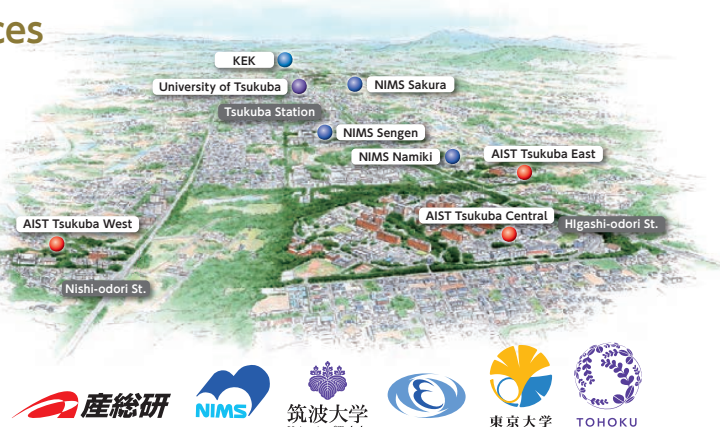 ces
KEK
University of Tsukuba
NIMS Sakura
Tsukuba Station
NIMS Sengen
NIMS Namiki
AIST Tsukuba East
AIST Tsukuba Central
HIgashi-odori St.
AIST Tsukuba West
Nishi-odori St.
産総研
NIMS
筑波大学
東京大学
TOHOKU